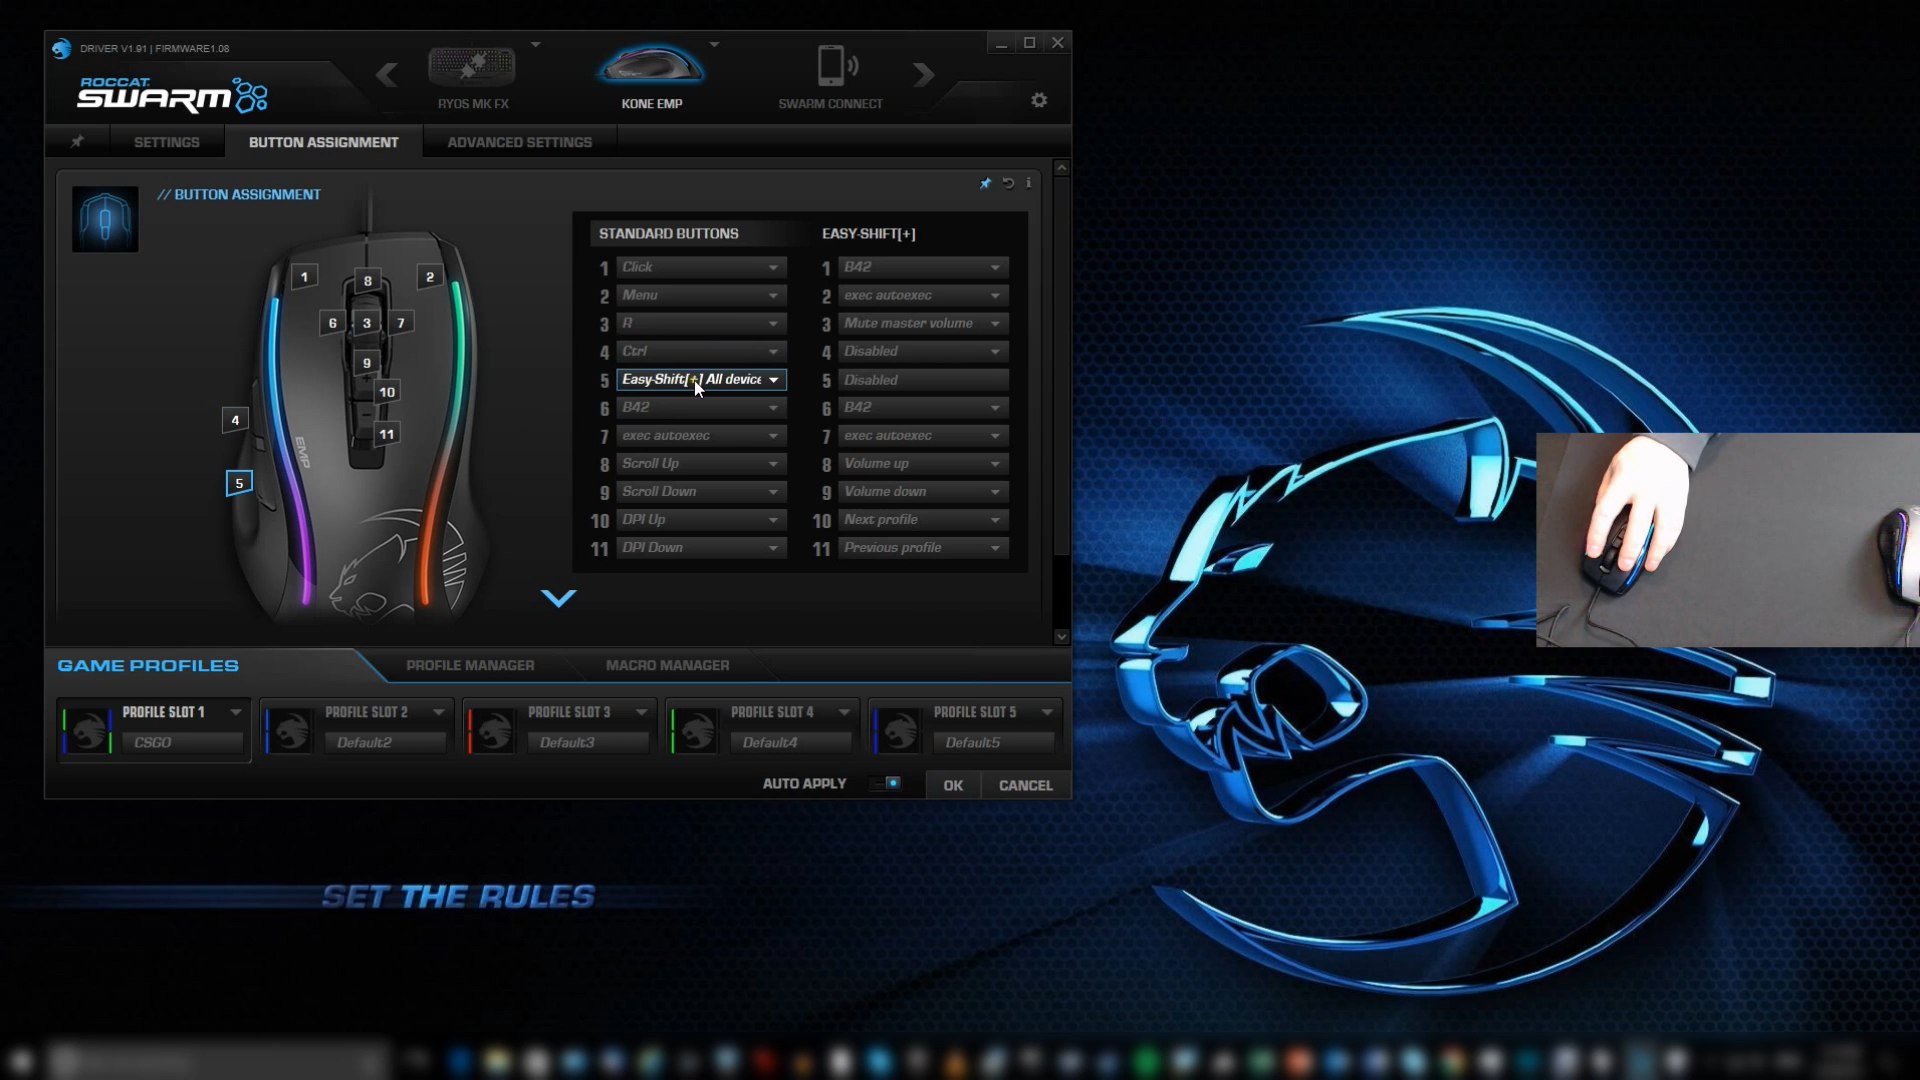 DRIVER V1.91 | FIRMWARE1.08
ROCCAT
SWARM
RYOS MK FX
KONE EMP
SWARM CONNECT
SETTINGS
BUTTON ASSIGNMENT
ADVANCED SETTINGS
// BUTTON ASSIGNMENT
1
8
2
6
3
7
9
10
4
11
5
EMP
STANDARD BUTTONS
EASY-SHIFT[+]
1 Click
1 B42
2 Menu
2 exec autoexec
3 R
3 Mute master volume
4 Ctrl
4 Disabled
5 Easy-Shift[+] All device
5 Disabled
6 B42
6 B42
7 exec autoexec
7 exec autoexec
8 Scroll Up
8 Volume up
9 Scroll Down
9 Volume down
10 DPI Up
10 Next profile
11 DPI Down
11 Previous profile
GAME PROFILES
PROFILE MANAGER
MACRO MANAGER
PROFILE SLOT 1
CSGO
PROFILE SLOT 2
Default2
PROFILE SLOT 3
Default3
PROFILE SLOT 4
Default4
PROFILE SLOT 5
Default5
AUTO APPLY
OK
CANCEL
SET THE RULES